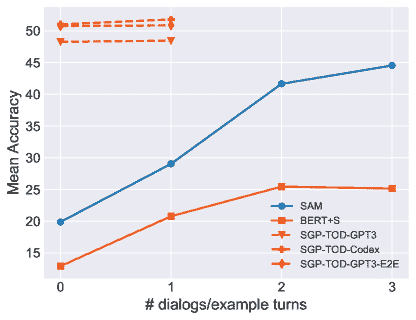 50
45
40
35
30
25
20
15
Mean Accuracy
SAM
BERT+S
SGP-TOD-GPT3
SGP-TOD-Codex
SGP-TOD-GPT3-E2E
0 1 2 3
# dialogs/example turns